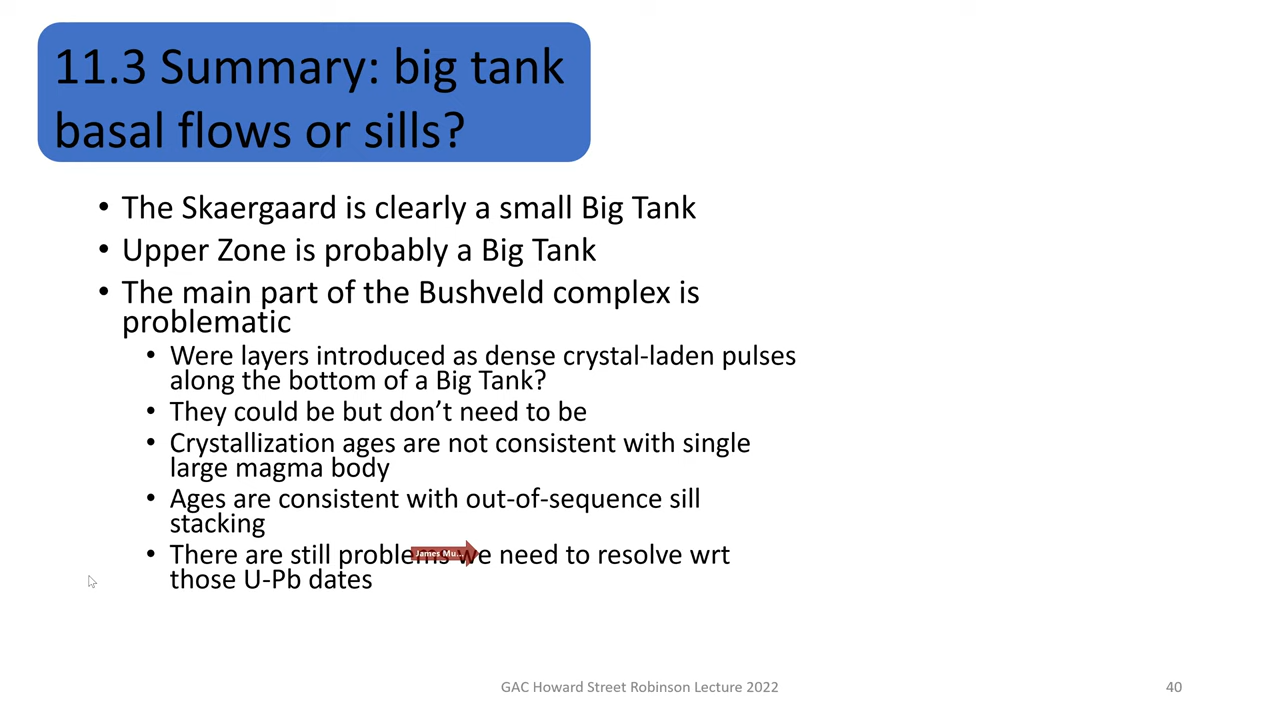 11.3 Summary: big tank
basal flows or sills?
• The Skaergaard is clearly a small Big Tank
• Upper Zone is probably a Big Tank
• The main part of the Bushveld complex is
problematic
• Were layers introduced as dense crystal-laden pulses
along the bottom of a Big Tank?
• They could be but don’t need to be
• Crystallization ages are not consistent with single
large magma body
• Ages are consistent with out-of-sequence sill
stacking
• There are still problems we need to resolve wrt
James Mu...
those U-Pb dates
GAC Howard Street Robinson Lecture 2022
40